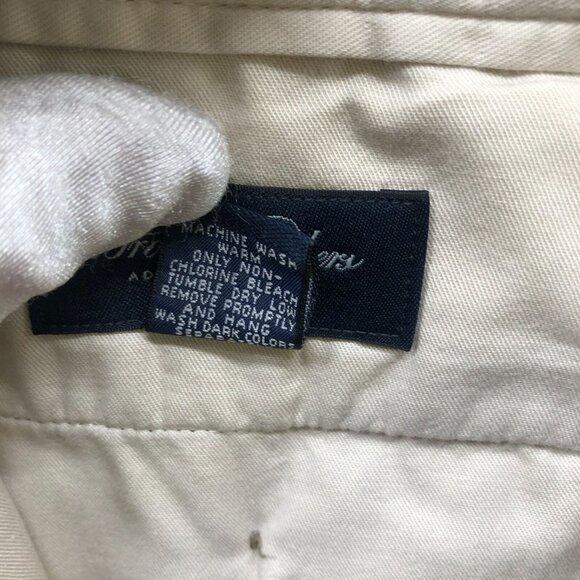 MACHINE WASH
WARM
ONLY NON-
CHLORINE BLEACH
TUMBLE DRY LOW
REMOVE PROMPTLY
AND HANG
WASH DARK COLORS